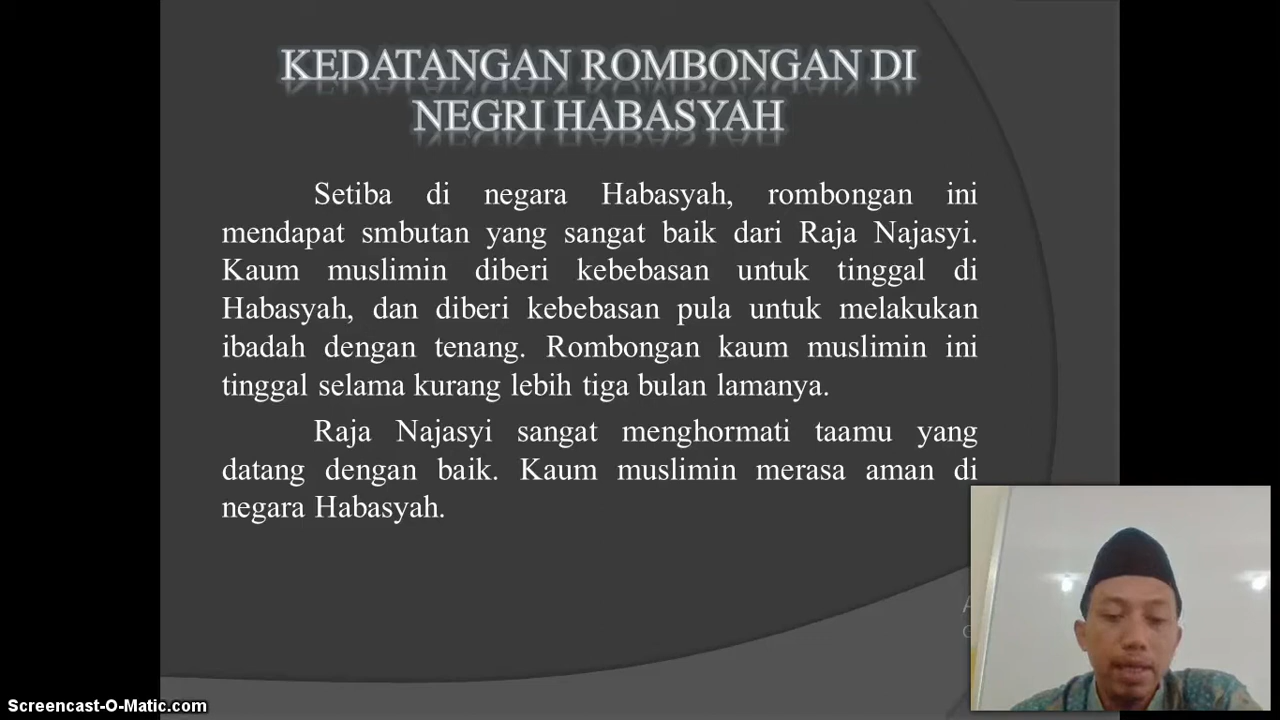 KEDATANGAN ROMBONGAN DI
NEGRI HABASYAH
Setiba di negara Habasyah, rombongan ini
mendapat smbutan yang sangat baik dari Raja Najasyi.
Kaum muslimin diberi kebebasan untuk tinggal di
Habasyah, dan diberi kebebasan pula untuk melakukan
ibadah dengan tenang. Rombongan kaum muslimin ini
tinggal selama kurang lebih tiga bulan lamanya.
Raja Najasyi sangat menghormati taamu yang
datang dengan baik. Kaum muslimin merasa aman di
negara Habasyah.
Screencast-O-Matic.com